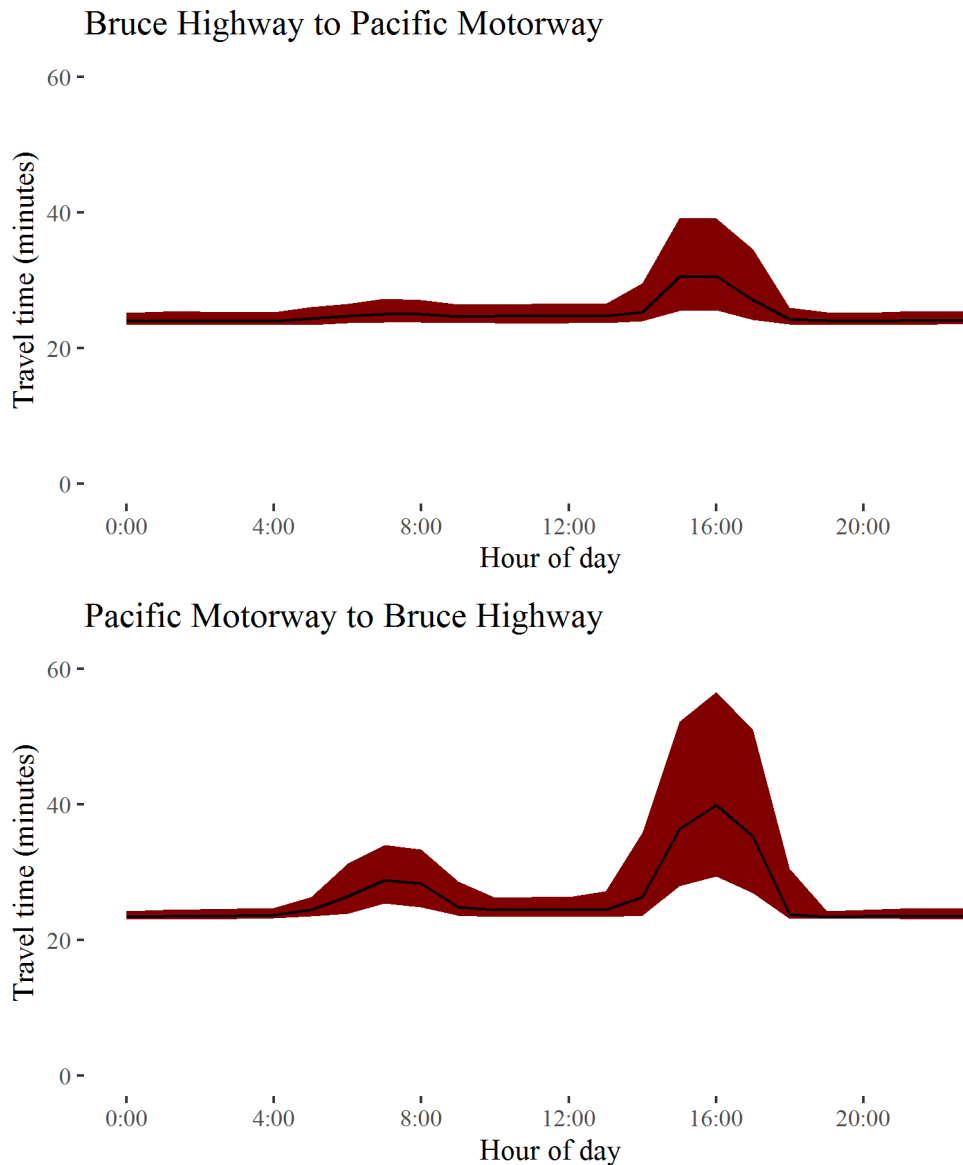 Bruce Highway to Pacific Motorway
Travel time (minutes)
60
40
20
0
0:00 4:00 8:00 12:00 16:00 20:00
Hour of day
Pacific Motorway to Bruce Highway
Travel time (minutes)
60
40
20
0
0:00 4:00 8:00 12:00 16:00 20:00
Hour of day